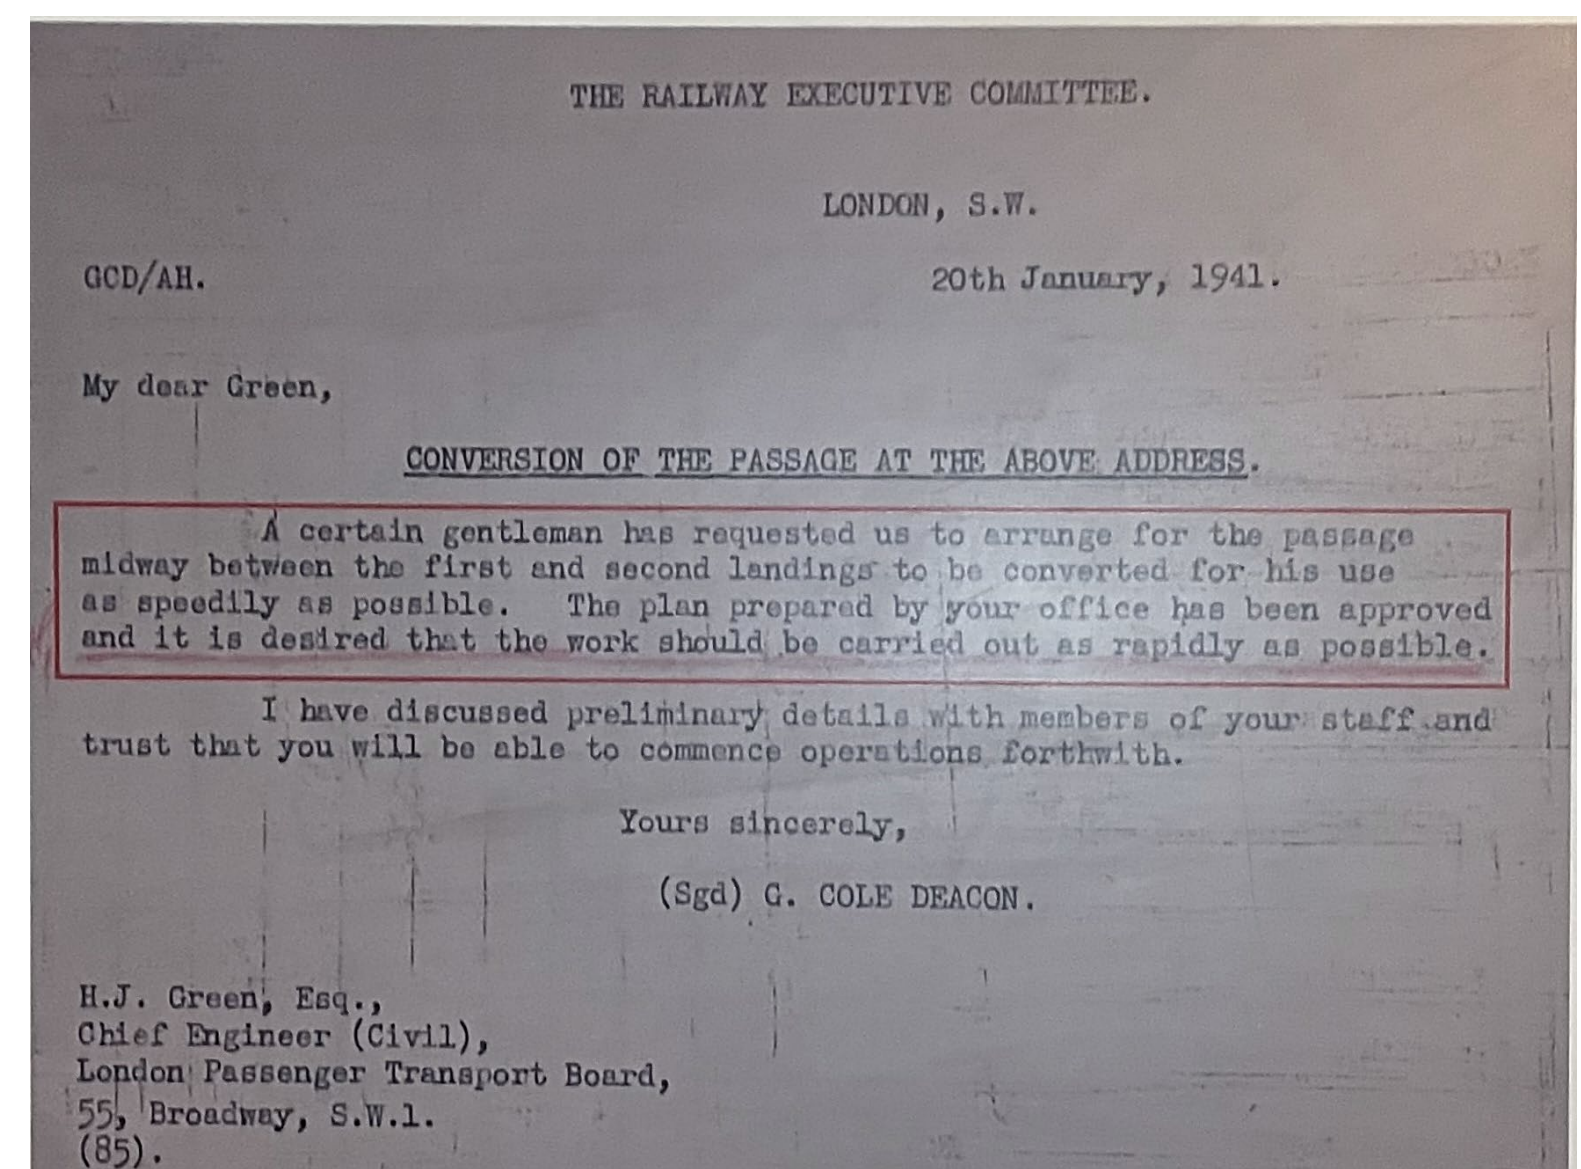 THE RAILWAY EXECUTIVE COMMITTEE.
LONDON, S.W.
GCD/AH.
20th January, 1941.
My dear Green,
CONVERSION OF THE PASSAGE AT THE ABOVE ADDRESS.
A certain gentleman has requested us to arrange for the passage
midway between the first and second landings to be converted for his use
as speedily as possible. The plan prepared by your office has been approved
and it is desired that the work should be carried out as rapidly as possible.
I have discussed preliminary details with members of your staff and
trust that you will be able to commence operations forthwith.
Yours sincerely,
(Sgd) G. COLE DEACON.
H.J. Green, Esq.,
Chief Engineer (Civil),
London Passenger Transport Board,
55, Broadway, S.W.1.
(85).